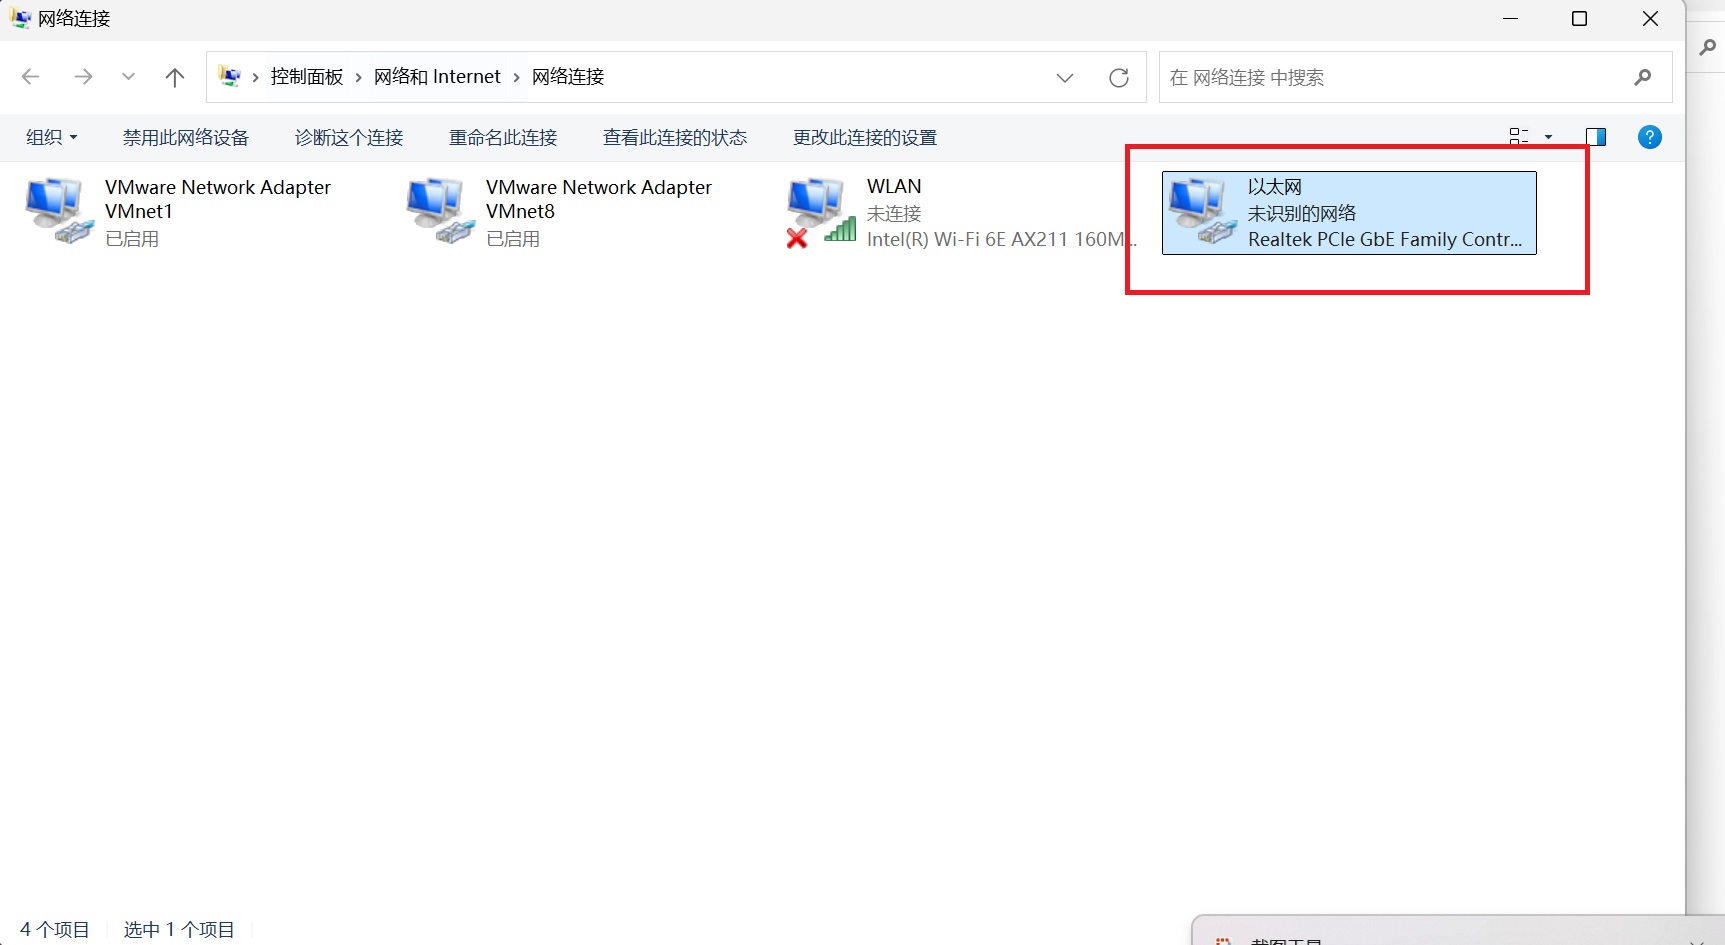 网络连接
控制面板 › 网络和 Internet › 网络连接
在 网络连接 中搜索
组织 禁用此网络设备 诊断这个连接 重命名此连接 查看此连接的状态 更改此连接的设置
VMware Network Adapter
VMnet1
已启用
VMware Network Adapter
VMnet8
已启用
WLAN
未连接
Intel(R) Wi-Fi 6E AX211 160M...
以太网
未识别的网络
Realtek PCIe GbE Family Contr...
4 个项目 选中 1 个项目
截图工具